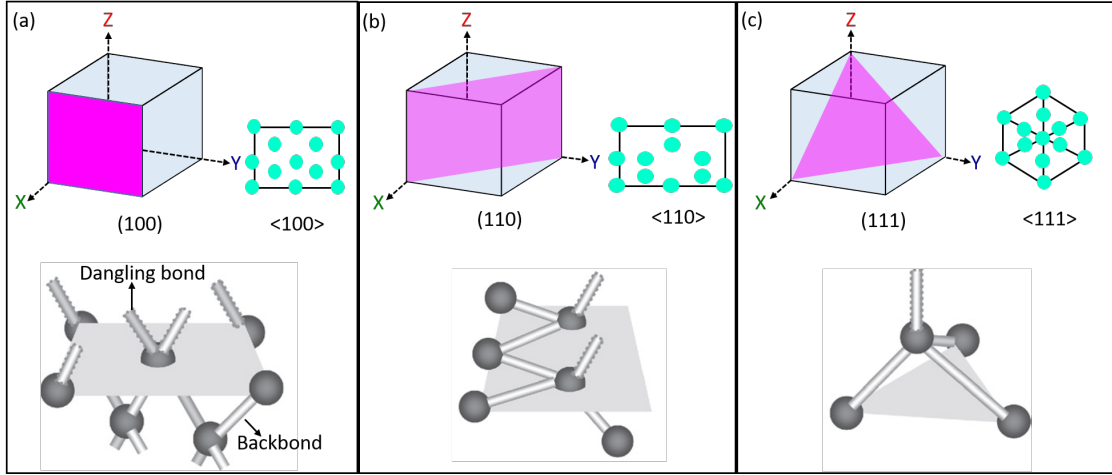 (a)
Z
Y
X
(100)
<100>
Dangling bond
Backbond
(b)
Z
Y
X
(110)
<110>
(c)
Z
Y
X
(111)
<111>